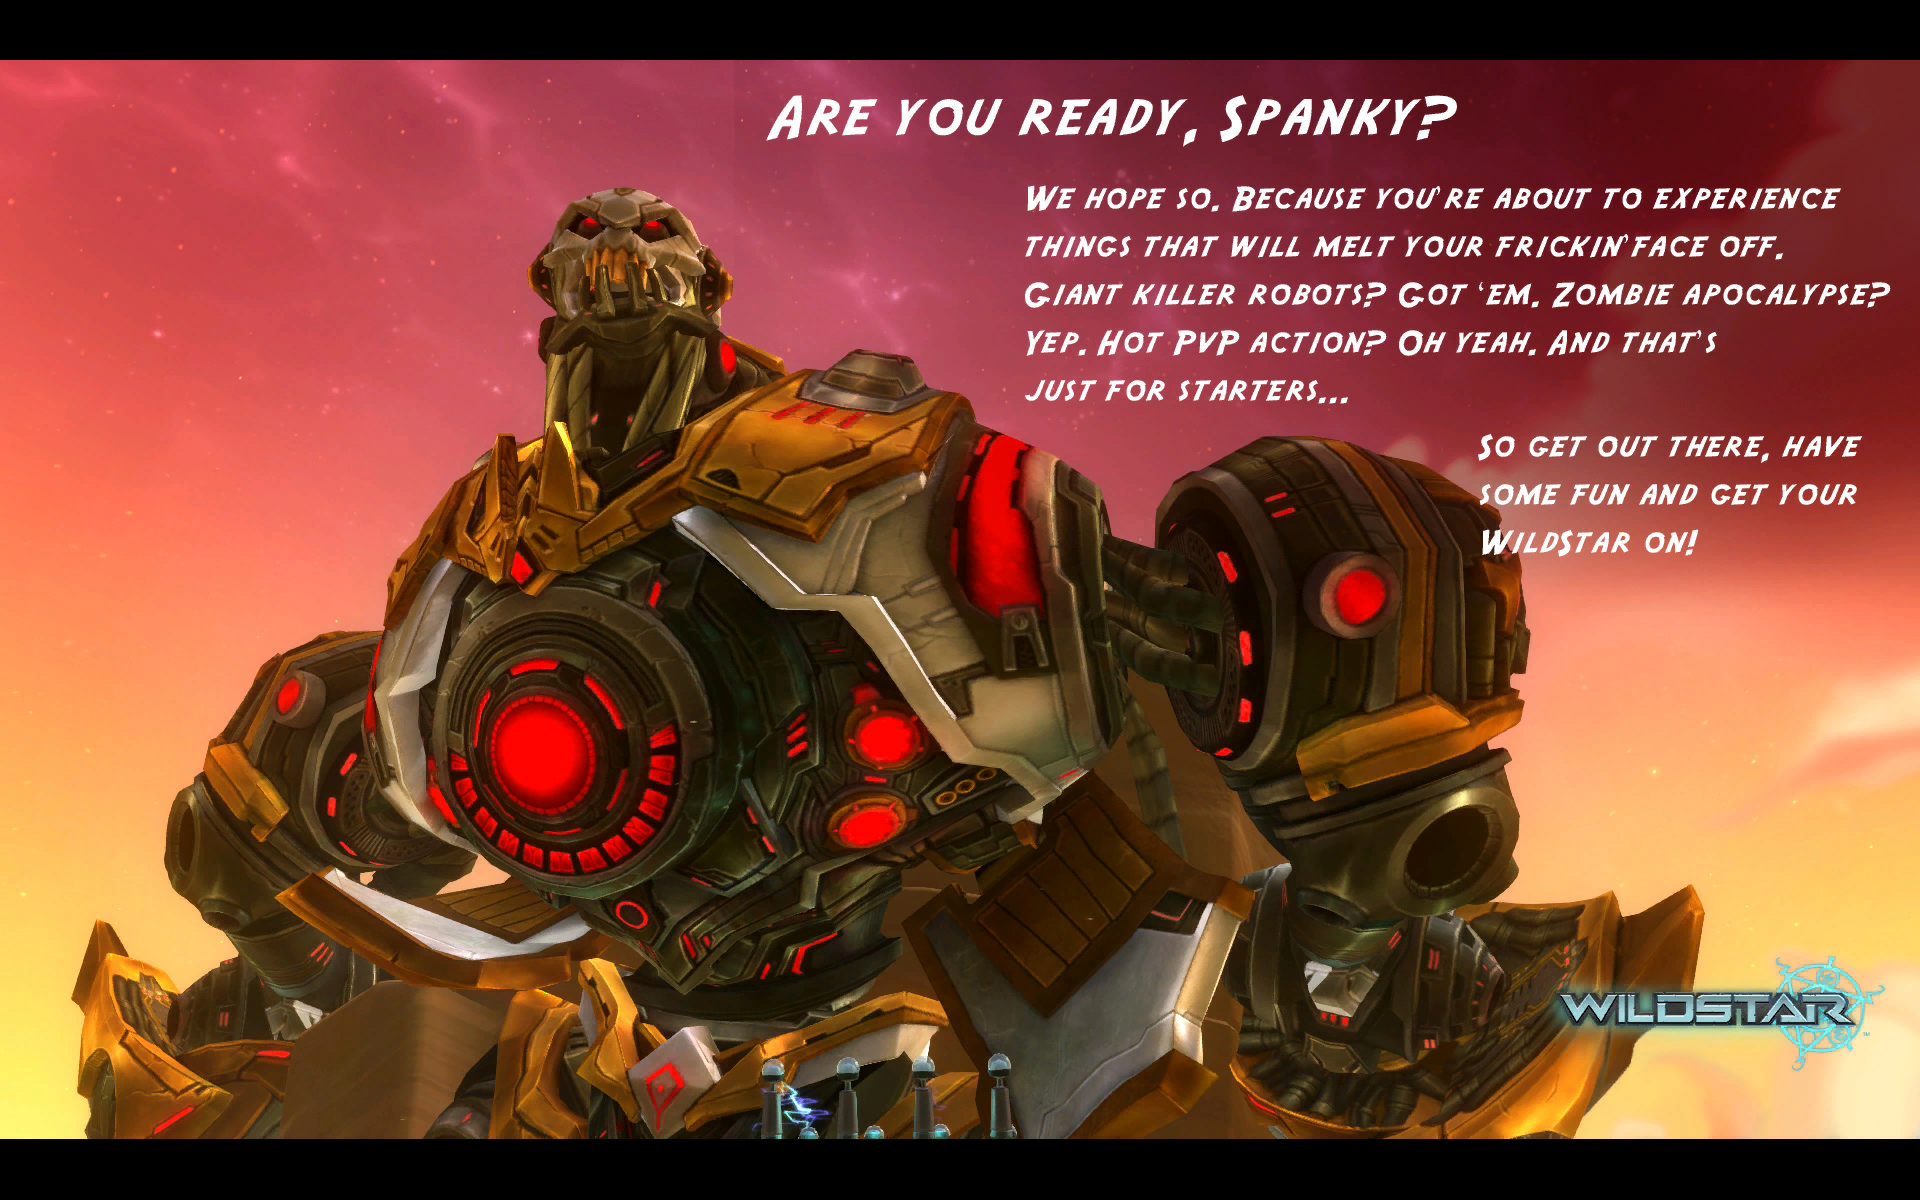 Are you ready, Spanky?
We hope so. Because you're about to experience
things that will melt your frickin' face off.
Giant killer robots? Got 'em. Zombie apocalypse?
Yep. Hot PvP action? Oh yeah. And that's
just for starters...
So get out there, have
some fun and get your
WildStar on!
WILDSTAR™